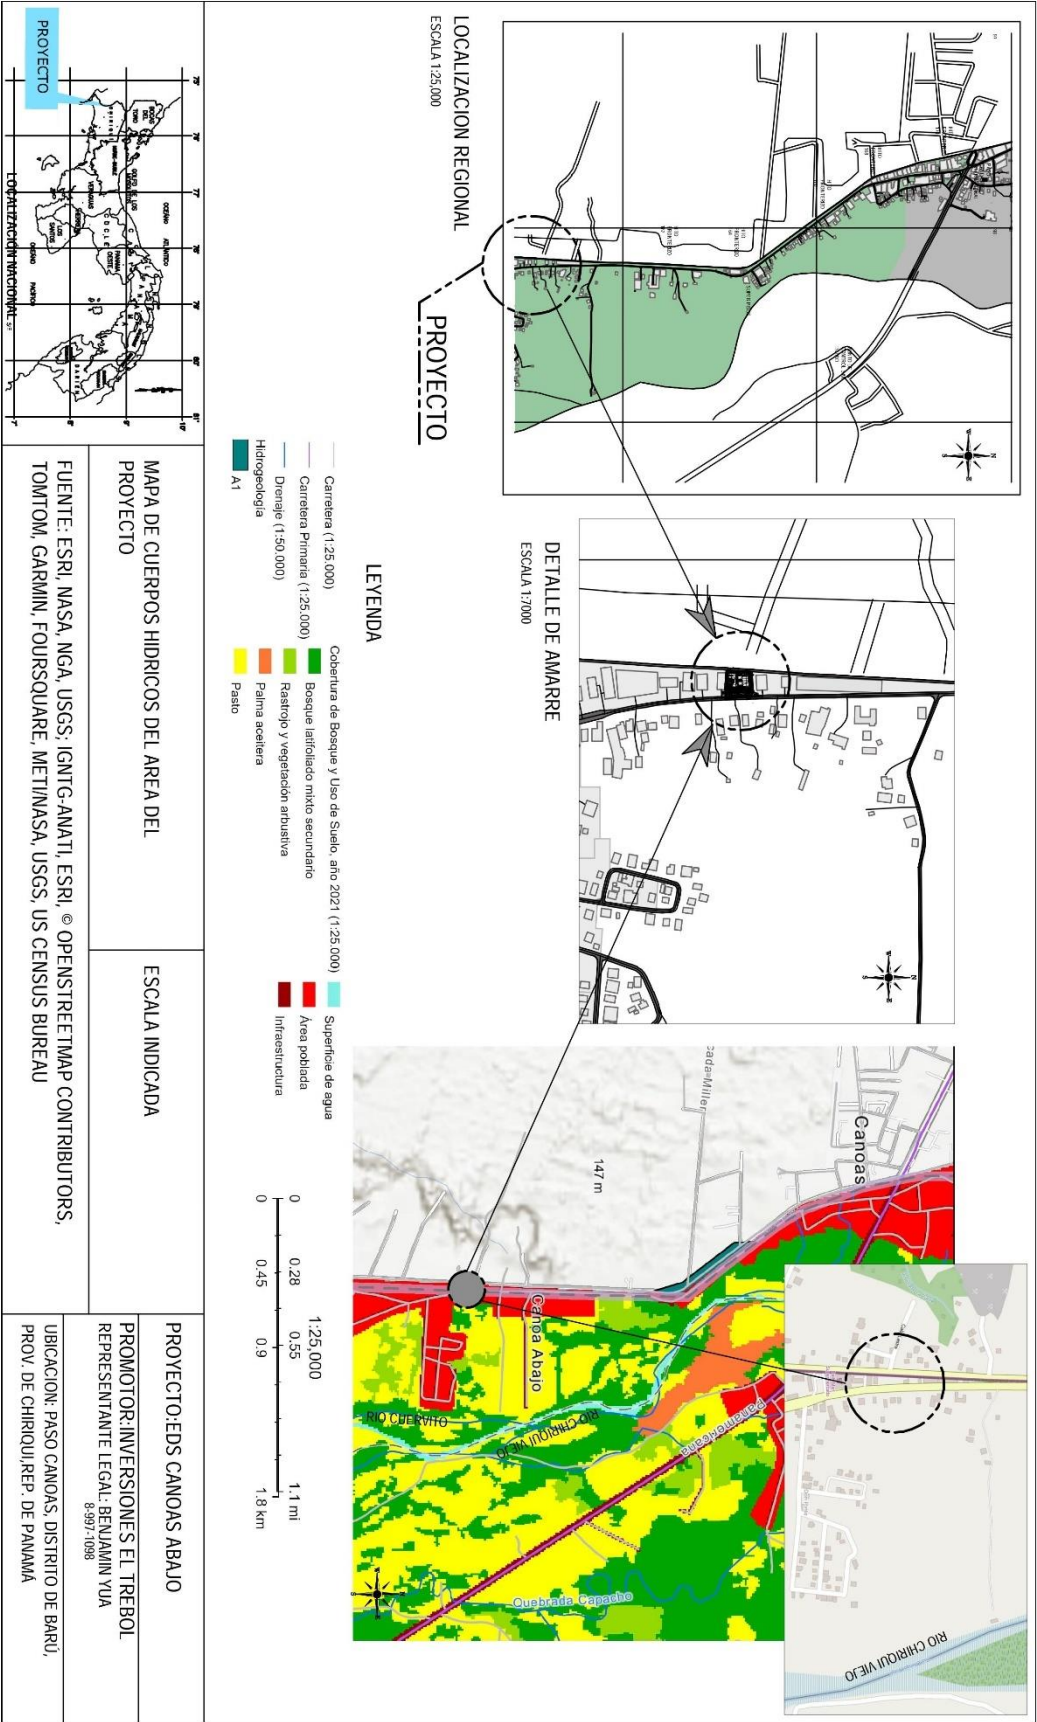 LOCALIZACION REGIONAL
ESCALA 1:25,000
PROYECTO
DETALLE DE AMARRE
ESCALA 1:7000
Canoas
cada-Miller
147 m
Canoa Abajo
RIO CUERVITO
RIO CHIRIQUI VIEJO
Panamericana
Quebrada Capacho
RIO CHIRIQUI VIEJO
LEYENDA
Carretera (1:25.000)
Carretera Primaria (1:25.000)
Drenaje (1:50.000)
Hidrogeología
A1
Cobertura de Bosque y Uso de Suelo, año 2021 (1:25.000)
Bosque latifoliado mixto secundario
Rastrojo y vegetación arbustiva
Palma aceitera
Pasto
Superficie de agua
Área poblada
Infraestructura
1:25,000
0 0.28 0.55 1.1 mi
0 0.45 0.9 1.8 km
PROYECTO
LOCALIZACION NACIONAL
MAPA DE CUERPOS HIDRICOS DEL AREA DEL
PROYECTO
ESCALA INDICADA
FUENTE: ESRI, NASA, NGA, USGS; IGNTG-ANATI, ESRI, © OPENSTREETMAP CONTRIBUTORS,
TOMTOM, GARMIN, FOURSQUARE, METI/NASA, USGS, US CENSUS BUREAU
PROYECTO:EDS CANOAS ABAJO
PROMOTOR:INVERSIONES EL TREBOL
REPRESENTANTE LEGAL: BENJAMIN YUA
8-997-1098
UBICACION: PASO CANOAS, DISTRITO DE BARÚ,
PROV. DE CHIRIQUI,REP. DE PANAMÁ